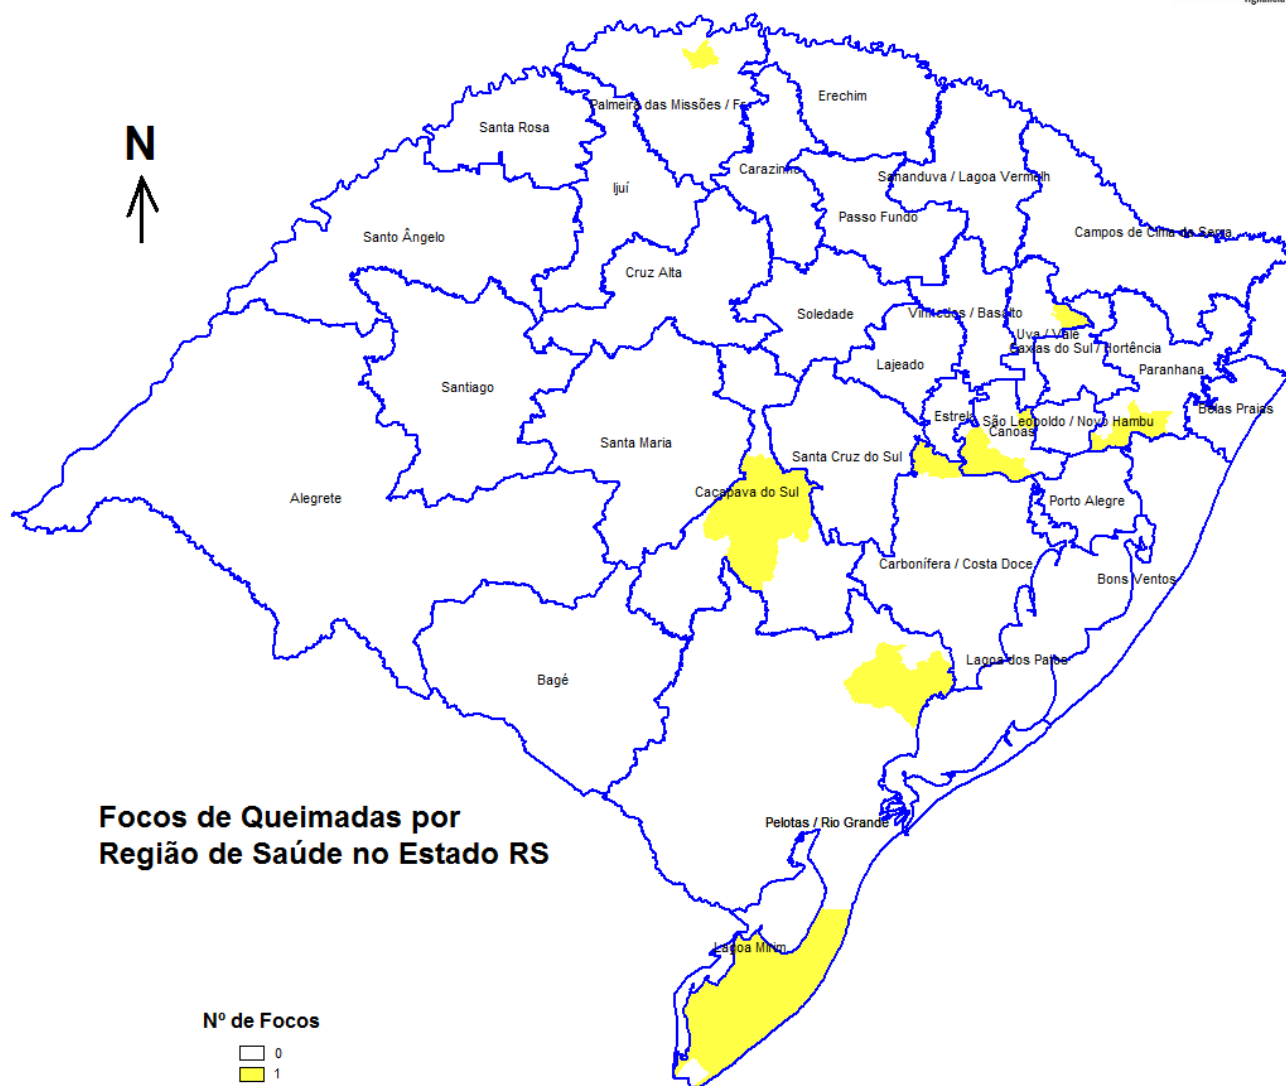 Erechim
Palmeira das Missões / Fr
Santa Rosa
N
Carazinho
Sananduva / Lagoa Vermelh
Ijuí
Passo Fundo
Santo Ângelo
Campos de Cima da Serra
Cruz Alta
Soledade
Vinhedos / Basalto
Uva / Vale
Caxias do Sul / Hortência
Lajeado
Paranhana
Santiago
Belas Praias
Estrela
São Leopoldo / Novo Hambu
Canoas
Santa Maria
Santa Cruz do Sul
Caçapava do Sul
Alegrete
Porto Alegre
Carbonífera / Costa Doce
Bons Ventos
Lagoa dos Patos
Bagé
Focos de Queimadas por
Região de Saúde no Estado RS
Pelotas / Rio Grande
Lagoa Mirim
Nº de Focos
0
1